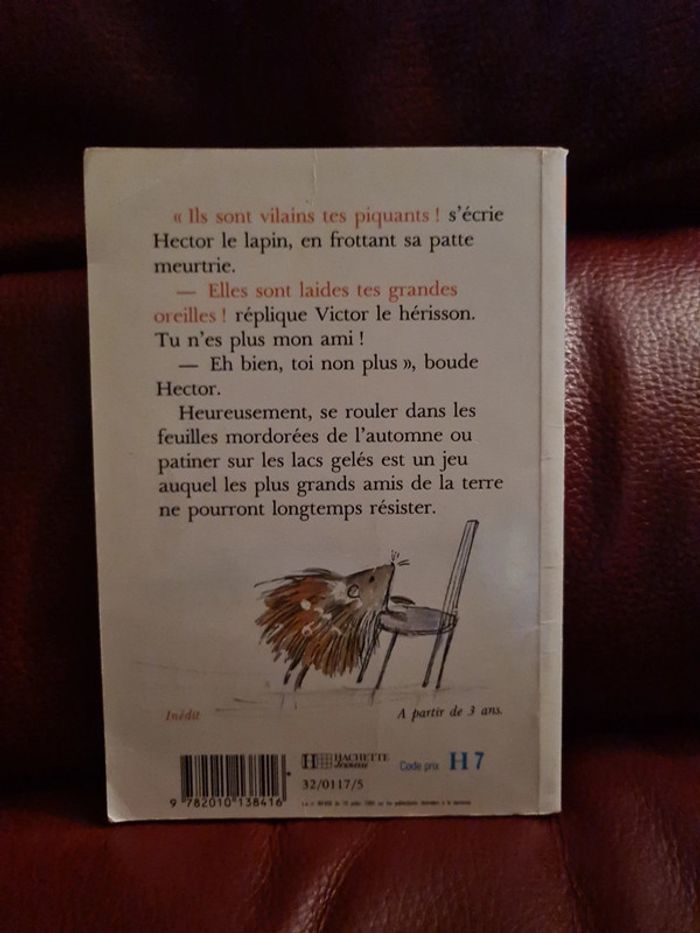 « Ils sont vilains tes piquants ! s'écrie
Hector le lapin, en frottant sa patte
meurtrie.
— Elles sont laides tes grandes
oreilles ! réplique Victor le hérisson.
Tu n'es plus mon ami !
— Eh bien, toi non plus », boude
Hector.
Heureusement, se rouler dans les
feuilles mordorées de l'automne ou
patiner sur les lacs gelés est un jeu
auquel les plus grands amis de la terre
ne pourront longtemps résister.
Inédit
A partir de 3 ans.
H HACHETTE
Jeunesse
Code prix H 7
32/0117/5
9 782010 138416